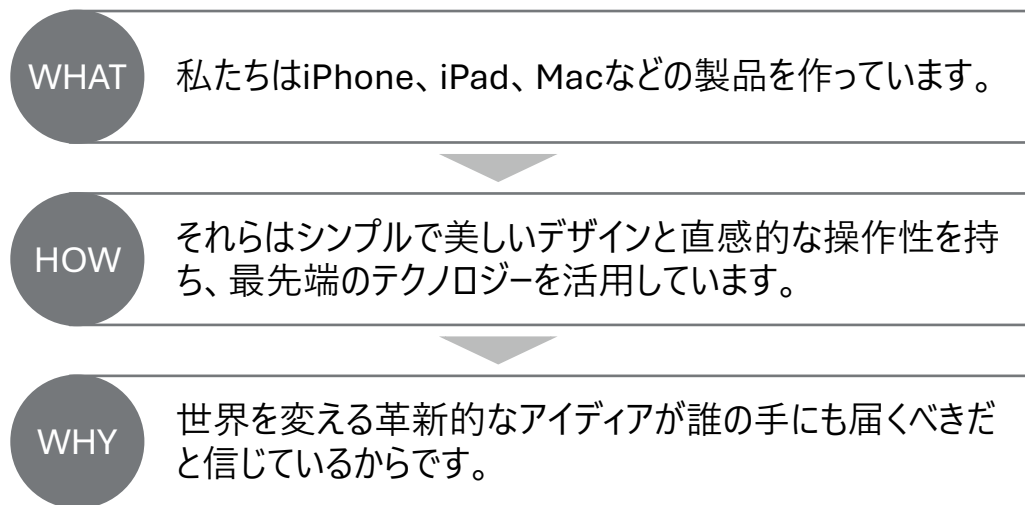 WHAT
私たちはiPhone、iPad、Macなどの製品を作っています。
HOW
それらはシンプルで美しいデザインと直感的な操作性を持
ち、最先端のテクノロジーを活用しています。
WHY
世界を変える革新的なアイディアが誰の手にも届くべきだ
と信じているからです。